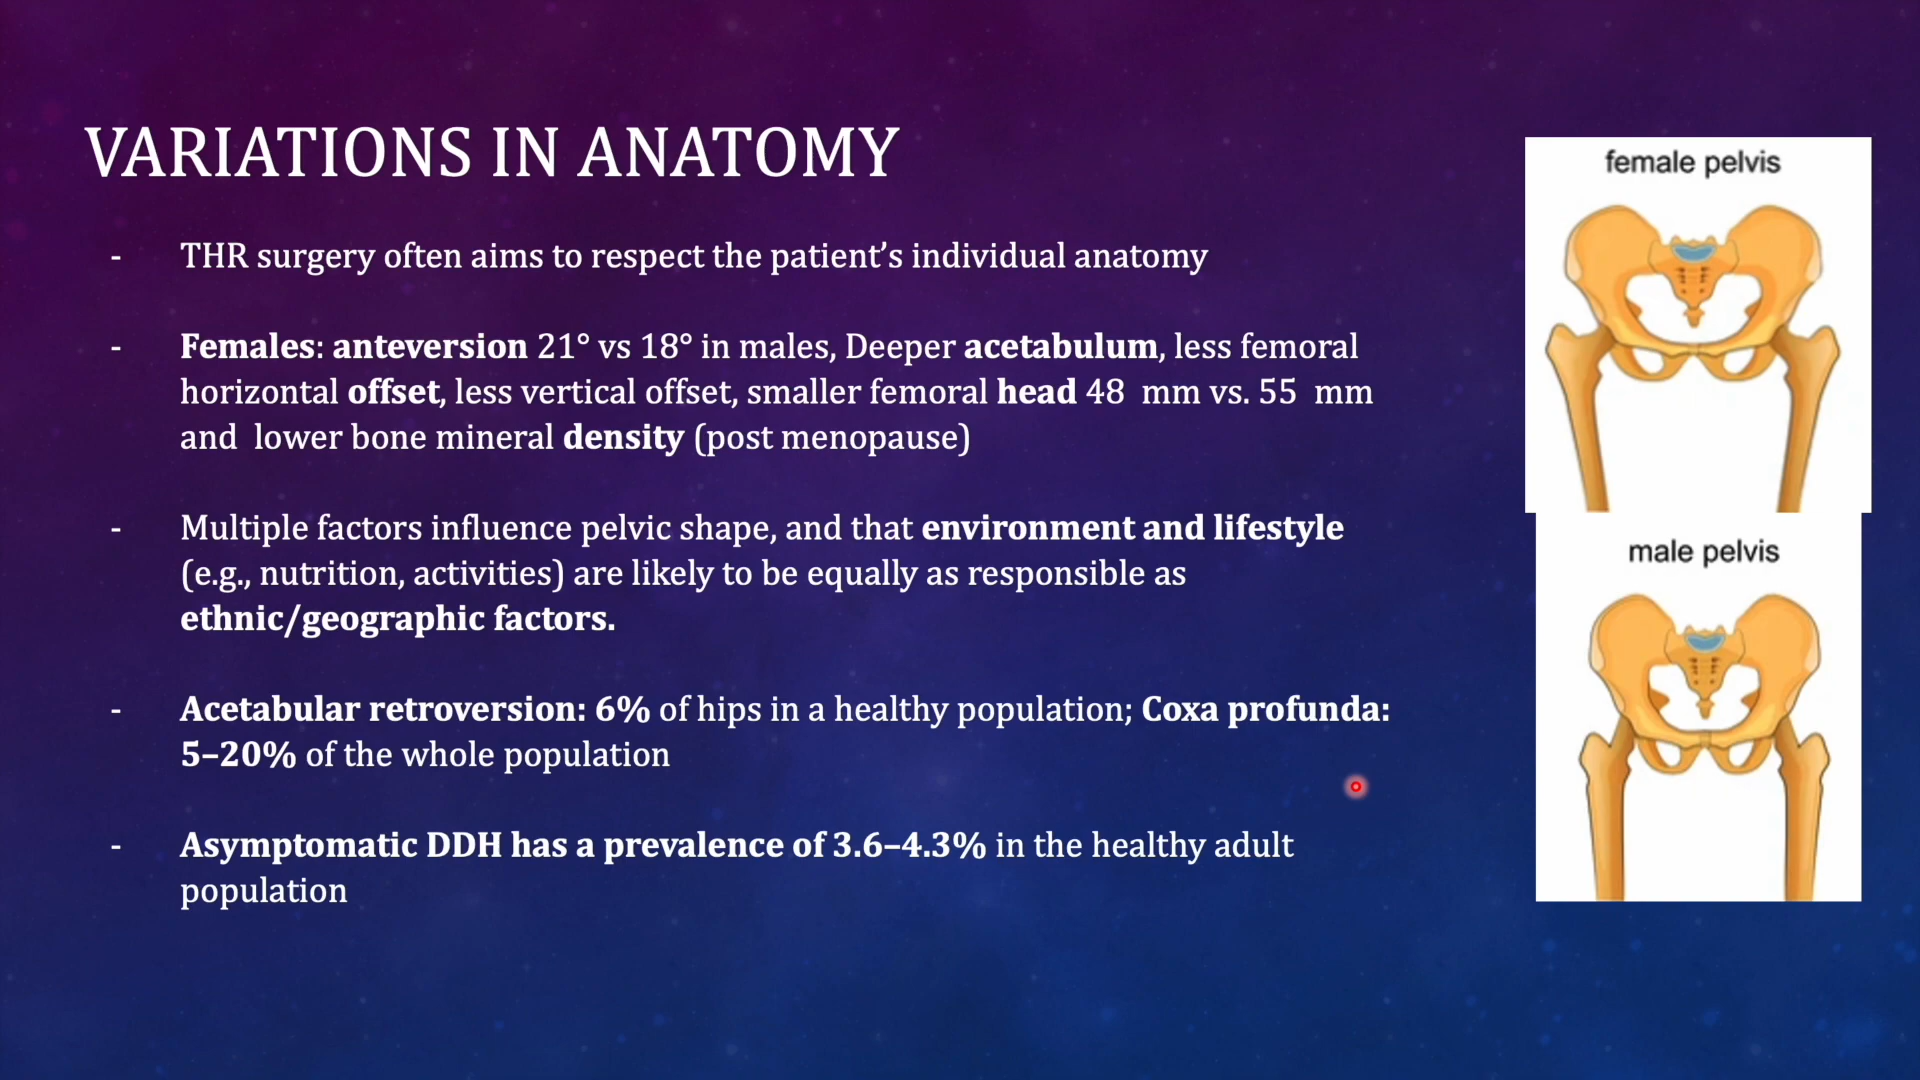 VARIATIONS IN ANATOMY
- THR surgery often aims to respect the patient’s individual anatomy
- Females: anteversion 21° vs 18° in males, Deeper acetabulum, less femoral
horizontal offset, less vertical offset, smaller femoral head 48 mm vs. 55 mm
and lower bone mineral density (post menopause)
- Multiple factors influence pelvic shape, and that environment and lifestyle
(e.g., nutrition, activities) are likely to be equally as responsible as
ethnic/geographic factors.
- Acetabular retroversion: 6% of hips in a healthy population; Coxa profunda:
5–20% of the whole population
- Asymptomatic DDH has a prevalence of 3.6–4.3% in the healthy adult
population
female pelvis
male pelvis